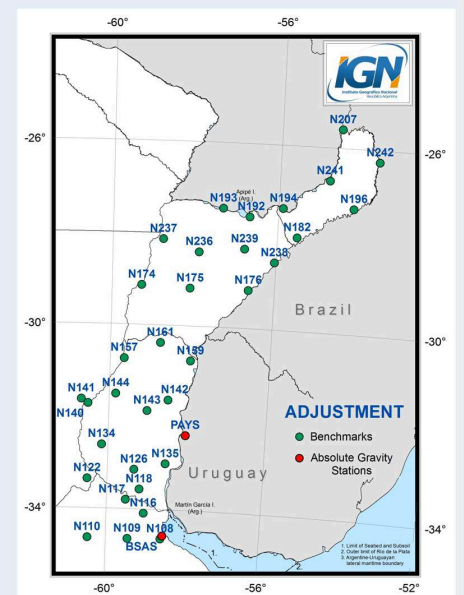 -60°
-56°
IGN
Instituto Geográfico Nacional
República Argentina
N207
-26°
-26°
N242
N241
Apipé I.
(Arg.)
N193
N192
N194
N196
N237
N182
N236
N239
N238
N174
N175
N176
Brazil
-30°
N161
-30°
N157
N159
N141
N144
N142
N140
N143
ADJUSTMENT
PAYS
Benchmarks
N134
Absolute Gravity
Stations
N126
N135
N122
N118
Uruguay
N117
N116
Martín García I.
(Arg.)
-34°
-34°
N110
N109
N108
BSAS
1.
2.
1. Limit of Seabed and Subsoil
2. Outer limit of Río de la Plata
3. Argentine-Uruguayan
lateral maritime boundary
-60°
-56°
-52°